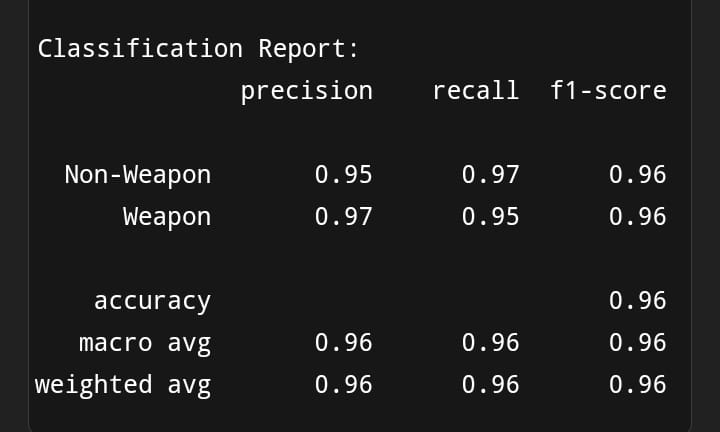 Classification Report:
precision recall f1-score
Non-Weapon 0.95 0.97 0.96
Weapon 0.97 0.95 0.96
accuracy 0.96
macro avg 0.96 0.96 0.96
weighted avg 0.96 0.96 0.96